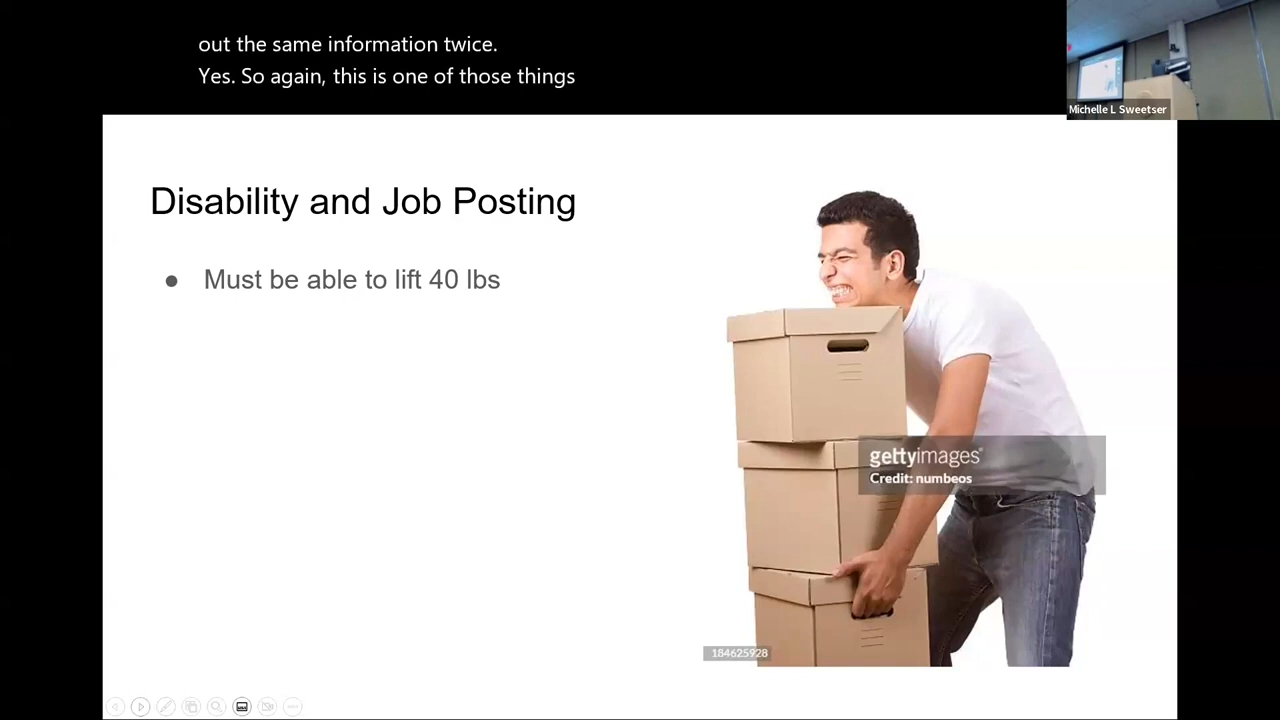 out the same information twice.
Yes. So again, this is one of those things
Michelle L Sweetser
Disability and Job Posting
● Must be able to lift 40 lbs
gettyimages®
Credit: numbeos
184625928